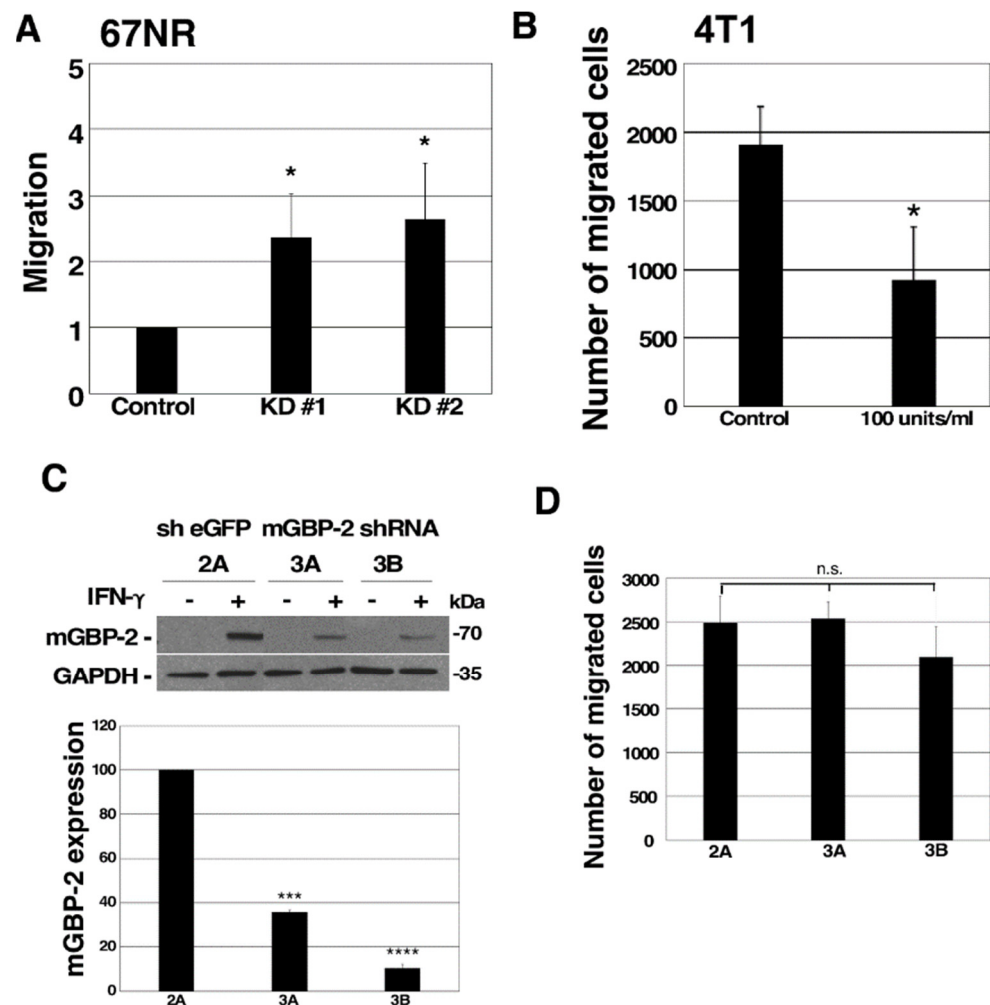 A 67NR
Migration
5
4
3
2
1
0
*
*
Control KD #1 KD #2
B 4T1
Number of migrated cells
2500
2000
1500
1000
500
0
*
Control 100 units/ml
C
sh eGFP mGBP-2 shRNA
2A 3A 3B
IFN-γ - + - + - + kDa
mGBP-2 - -70
GAPDH - -35
mGBP-2 expression
120
100
80
60
40
20
0
***
****
2A 3A 3B
D
Number of migrated cells
3000
2500
2000
1500
1000
500
0
n.s.
2A 3A 3B